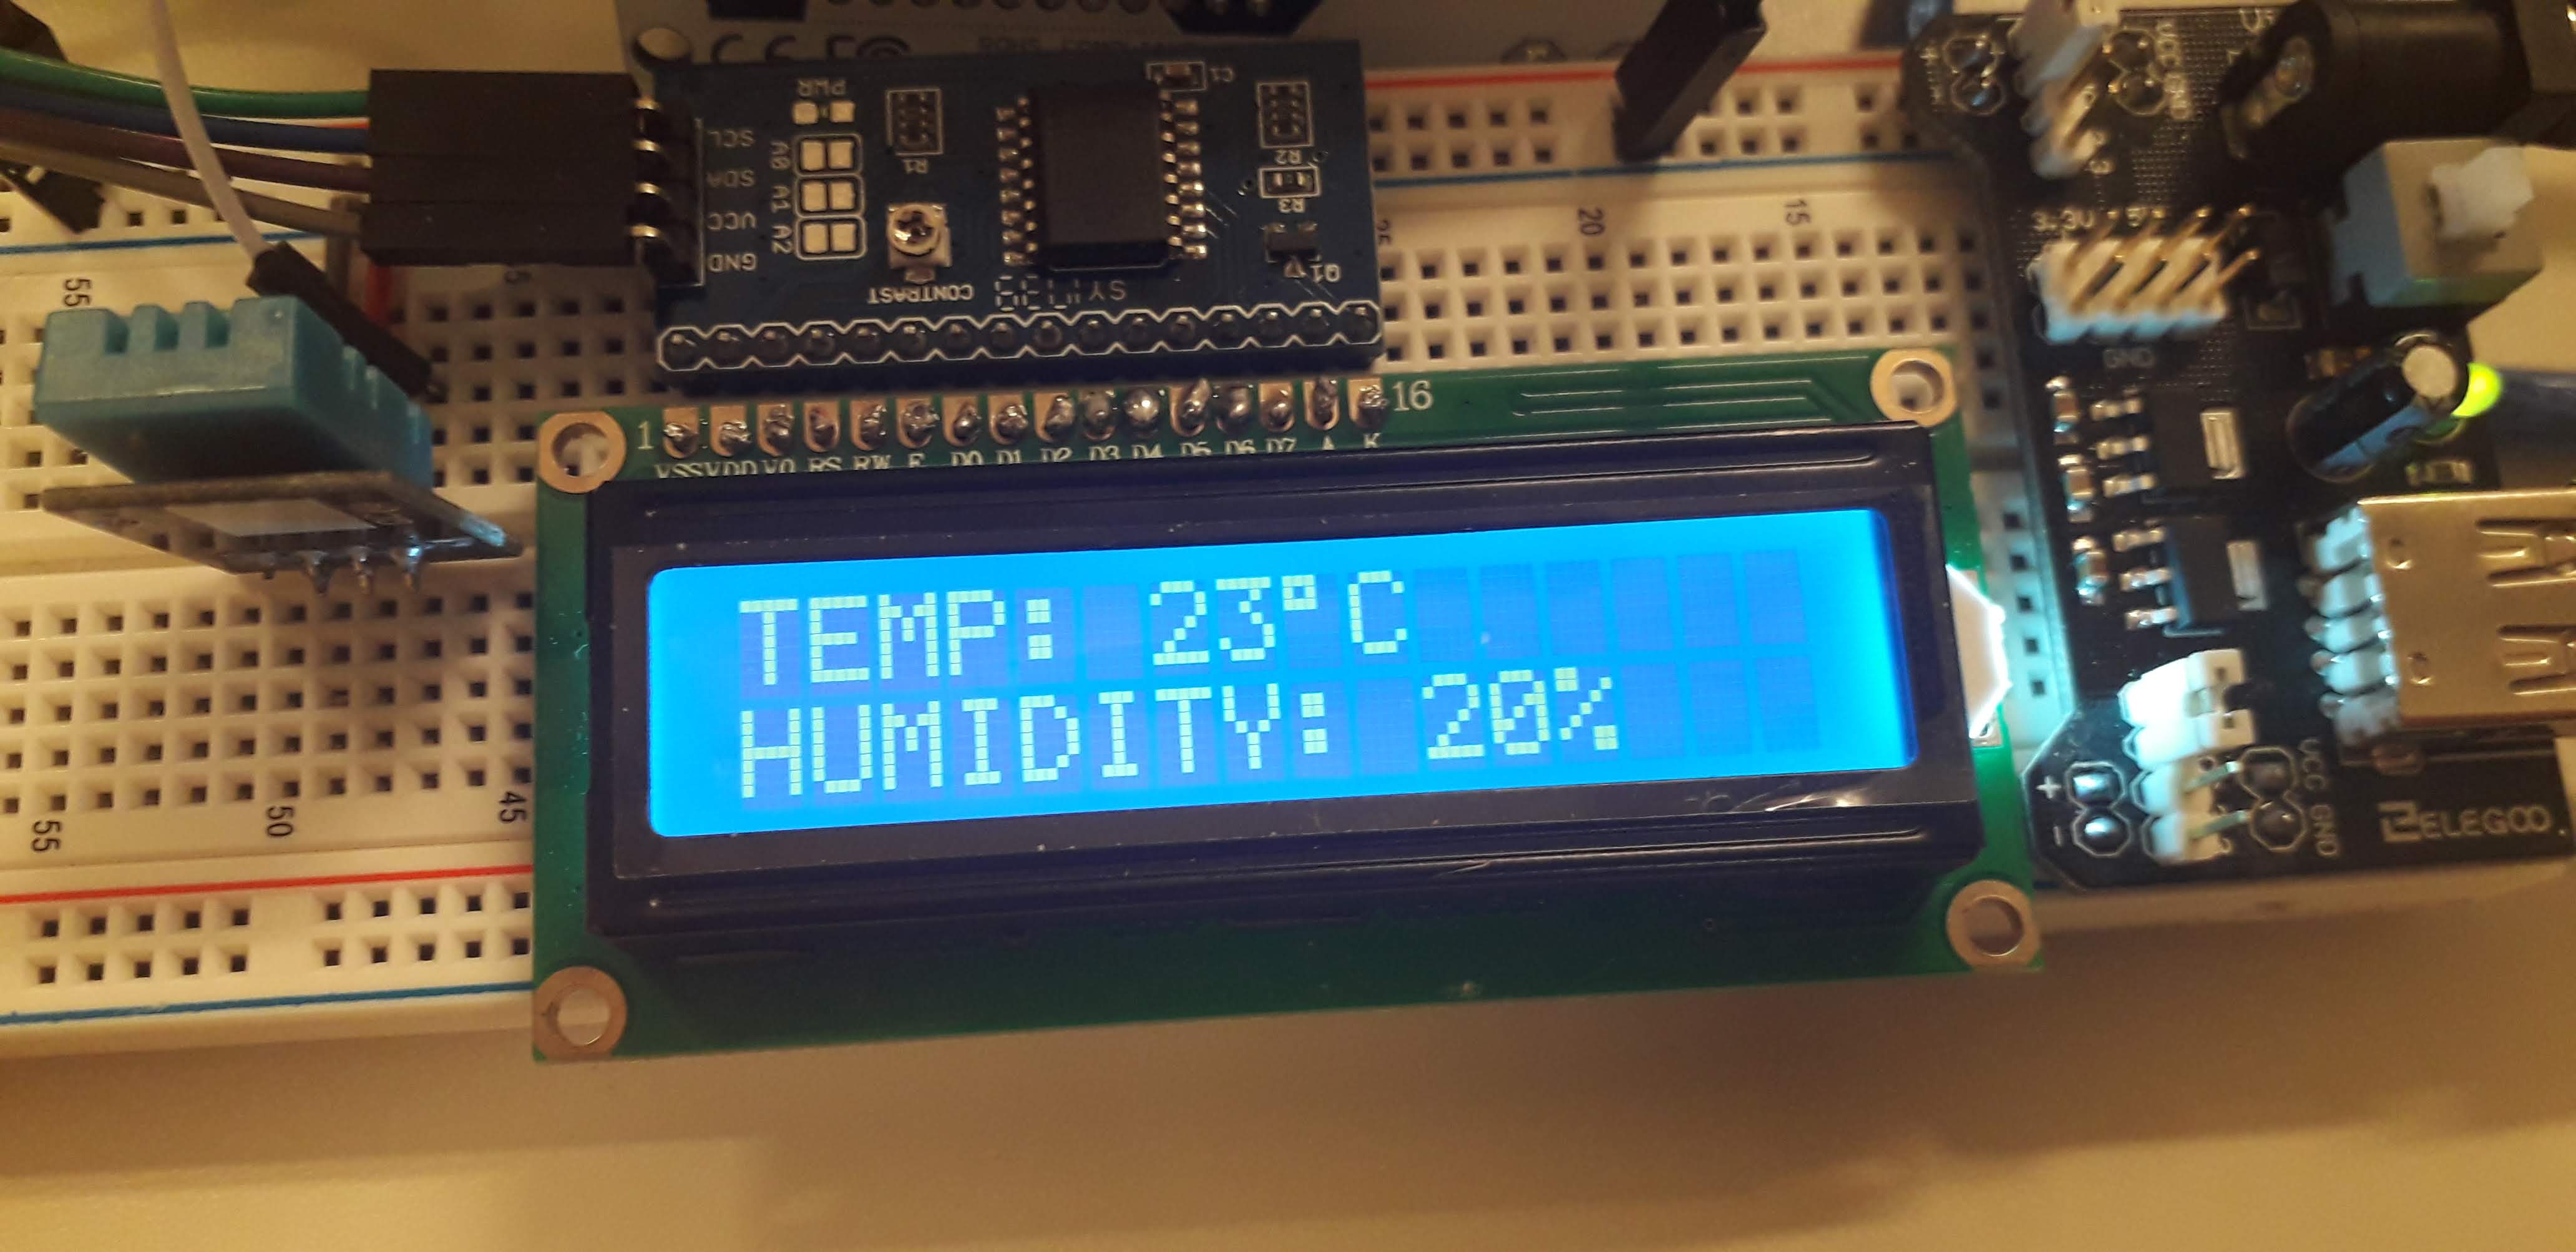 PWR
SCL
SDA
VCC
GND
A0
A1
A2
R1
C1
R2
R3
Q1
CONTRAST
SY
20
15
3.3V
5V
GND
VCC
55
45
1
16
VSS VDD V0 RS RW E D0 D1 D2 D3 D4 D5 D6 D7 A K
TEMP: 23°C
HUMIDITY: 20%
55
50
45
+
-
VCC GND
ELEGOO